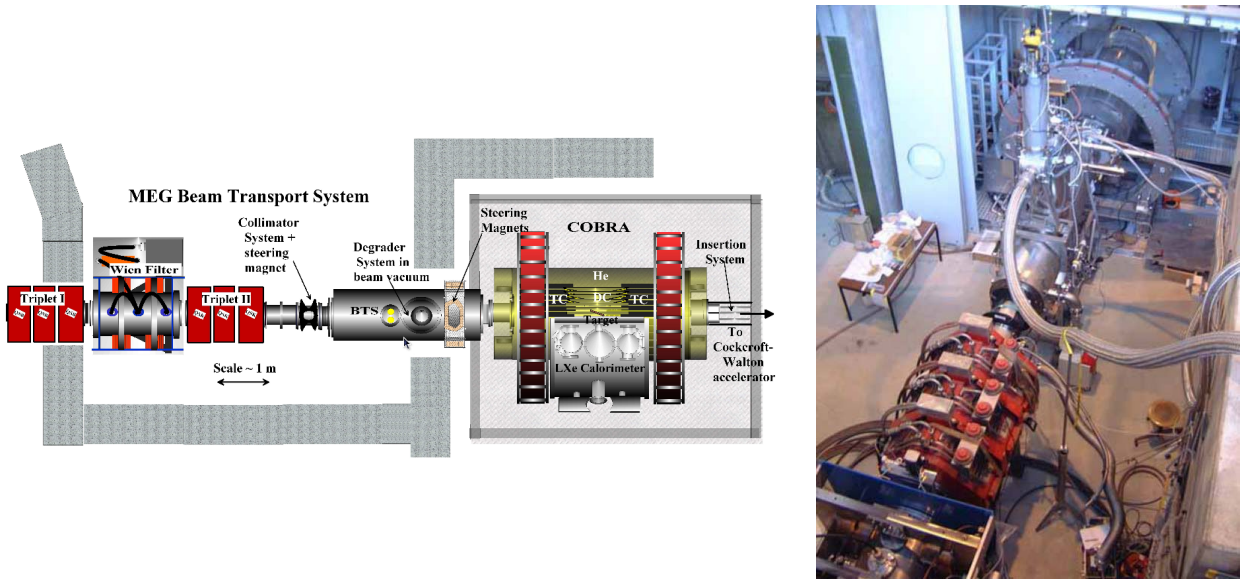 MEG Beam Transport System
Collimator
System +
steering
magnet
Degrader
System in
beam vacuum
Steering
Magnets
COBRA
Insertion
System
Wien Filter
Triplet I
Triplet II
BTS
He
TC
DC
TC
Target
LXe Calorimeter
To
Cockcroft-
Walton
accelerator
Scale ~ 1 m